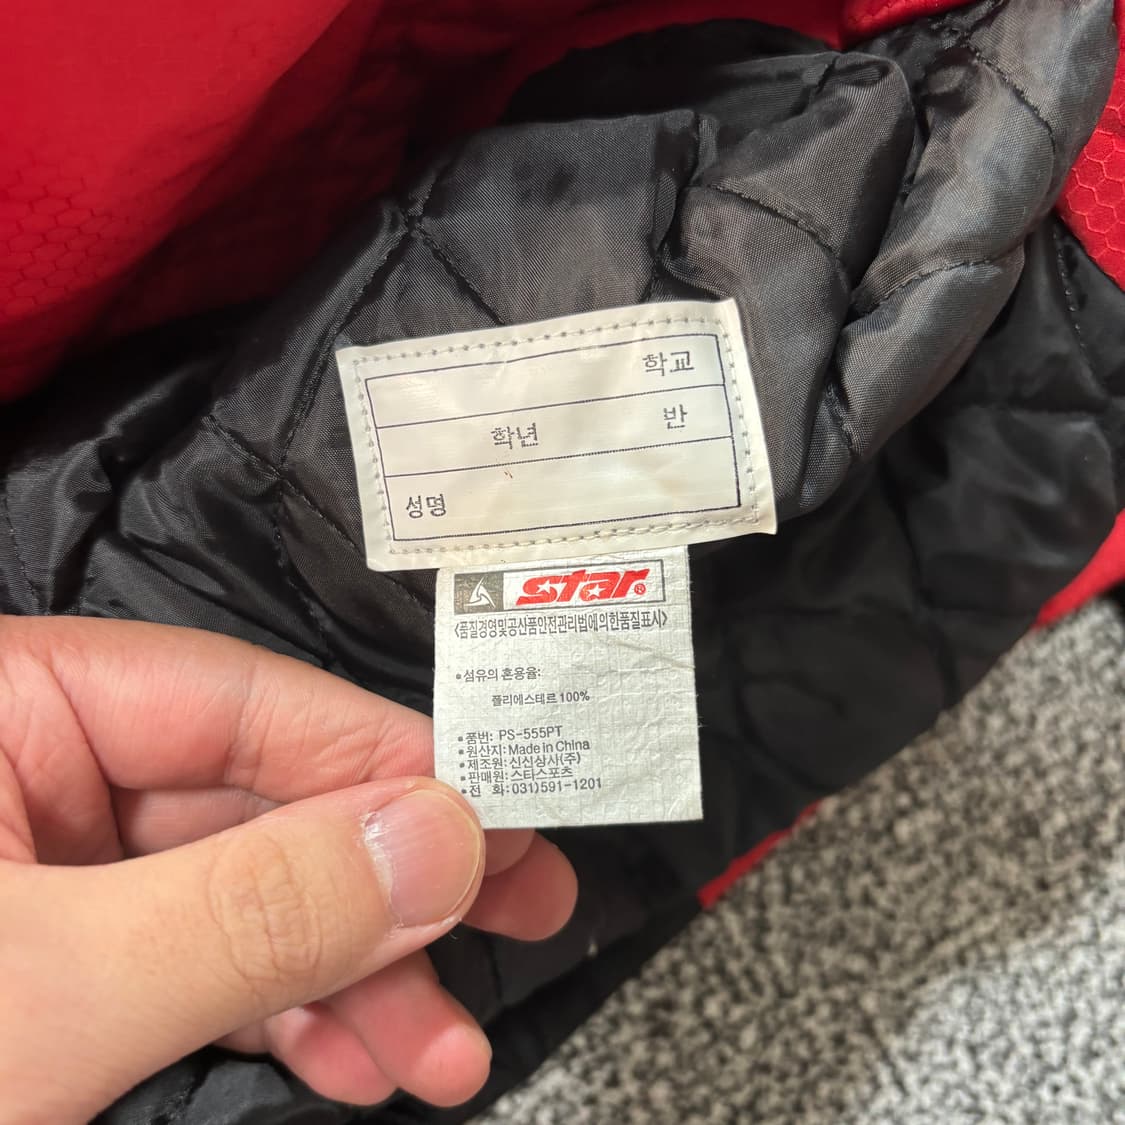 학교
학년 반
성명
star®
<품질경영및공산품안전관리법에의한품질표시>
•섬유의 혼용율:
폴리에스테르 100%
•품번: PS-555PT
•원산지: Made in China
•제조원: 신신상사(주)
•판매원: 스타스포츠
•전 화: 031)591-1201